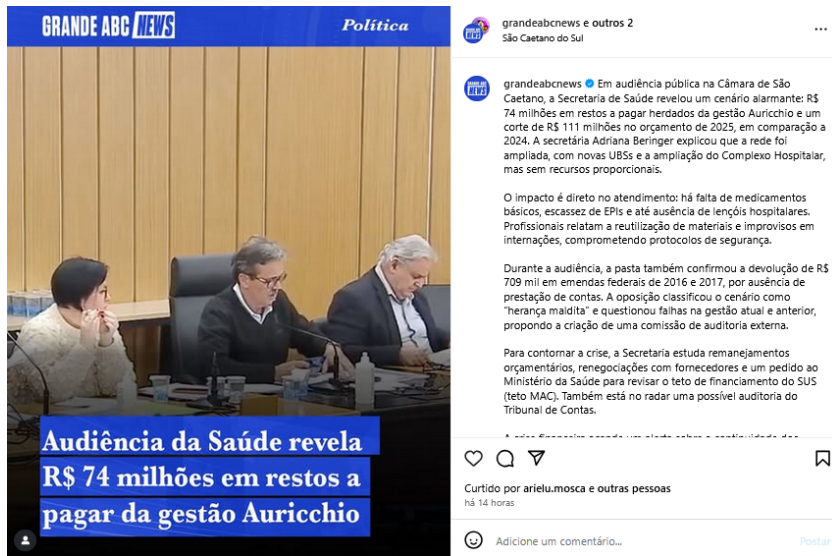 GRANDE ABC NEWS
Política
Audiência da Saúde revela
R$ 74 milhões em restos a
pagar da gestão Auricchio
grandeabcnews e outros 2
São Caetano do Sul
grandeabcnews Em audiência pública na Câmara de São
Caetano, a Secretaria de Saúde revelou um cenário alarmante: R$
74 milhões em restos a pagar herdados da gestão Auricchio e um
corte de R$ 111 milhões no orçamento de 2025, em comparação a
2024. A secretária Adriana Beringer explicou que a rede foi
ampliada, com novas UBSs e a ampliação do Complexo Hospitalar,
mas sem recursos proporcionais.
O impacto é direto no atendimento: há falta de medicamentos
básicos, escassez de EPIs e até ausência de lençóis hospitalares.
Profissionais relatam a reutilização de materiais e improvisos em
internações, comprometendo protocolos de segurança.
Durante a audiência, a pasta também confirmou a devolução de R$
709 mil em emendas federais de 2016 e 2017, por ausência de
prestação de contas. A oposição classificou o cenário como
“herança maldita” e questionou falhas na gestão atual e anterior,
propondo a criação de uma comissão de auditoria externa.
Para contornar a crise, a Secretaria estuda remanejamentos
orçamentários, renegociações com fornecedores e um pedido ao
Ministério da Saúde para revisar o teto de financiamento do SUS
(teto MAC). Também está no radar uma possível auditoria do
Tribunal de Contas.
A crise financeira acende um alerta sobre a continuidade dos
Curtido por arielu.mosca e outras pessoas
há 14 horas
Adicione um comentário...
Postar